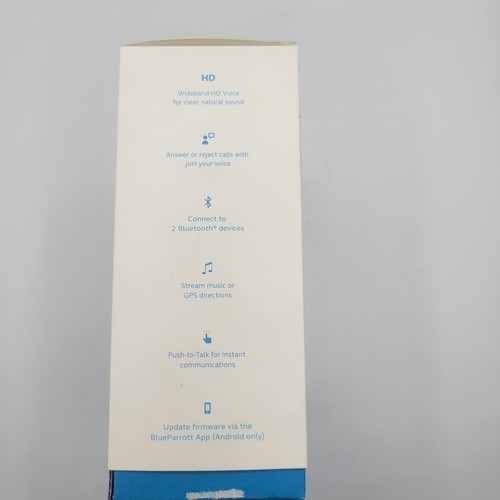 HD
Wideband HD Voice
for clear, natural sound
Answer or reject calls with
just your voice
Connect to
2 Bluetooth® devices
Stream music or
GPS directions
Push-to-Talk for instant
communications
Update firmware via the
BlueParrott App (Android only)